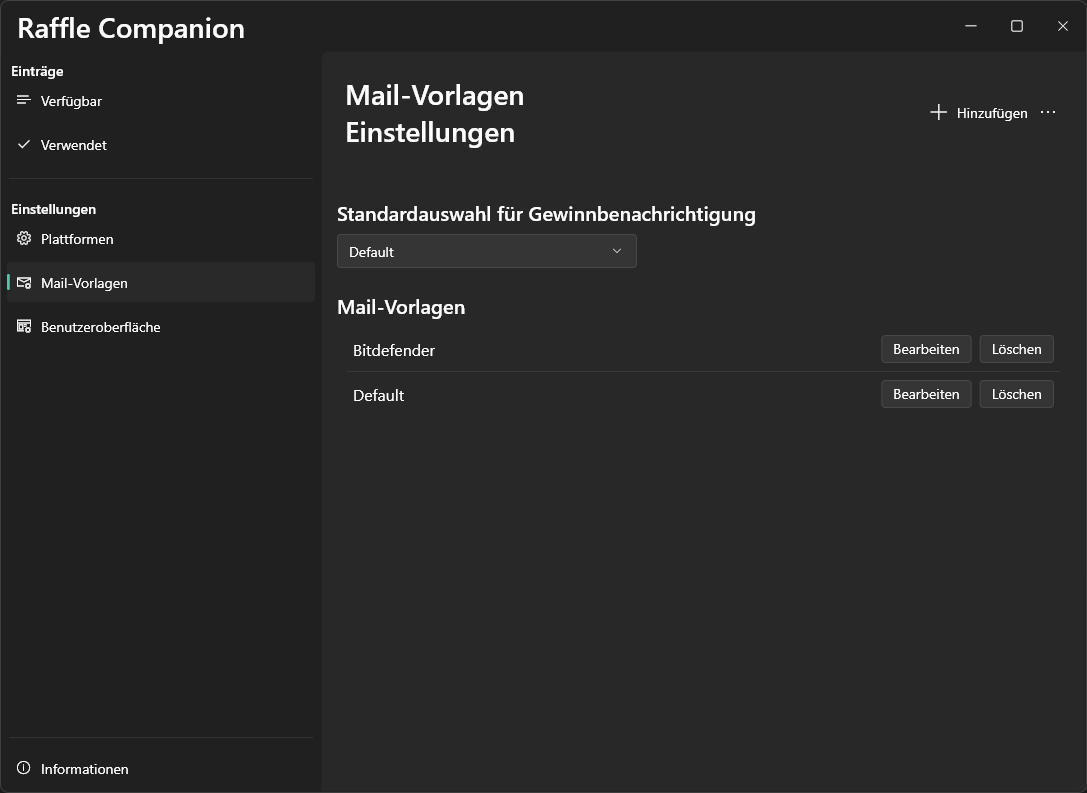 Raffle Companion
Einträge
Verfügbar
Verwendet
Einstellungen
Plattformen
Mail-Vorlagen
Benutzeroberfläche
Informationen
Mail-Vorlagen
Einstellungen
Hinzufügen
Standardauswahl für Gewinnbenachrichtigung
Default
Mail-Vorlagen
Bitdefender Bearbeiten Löschen
Default Bearbeiten Löschen